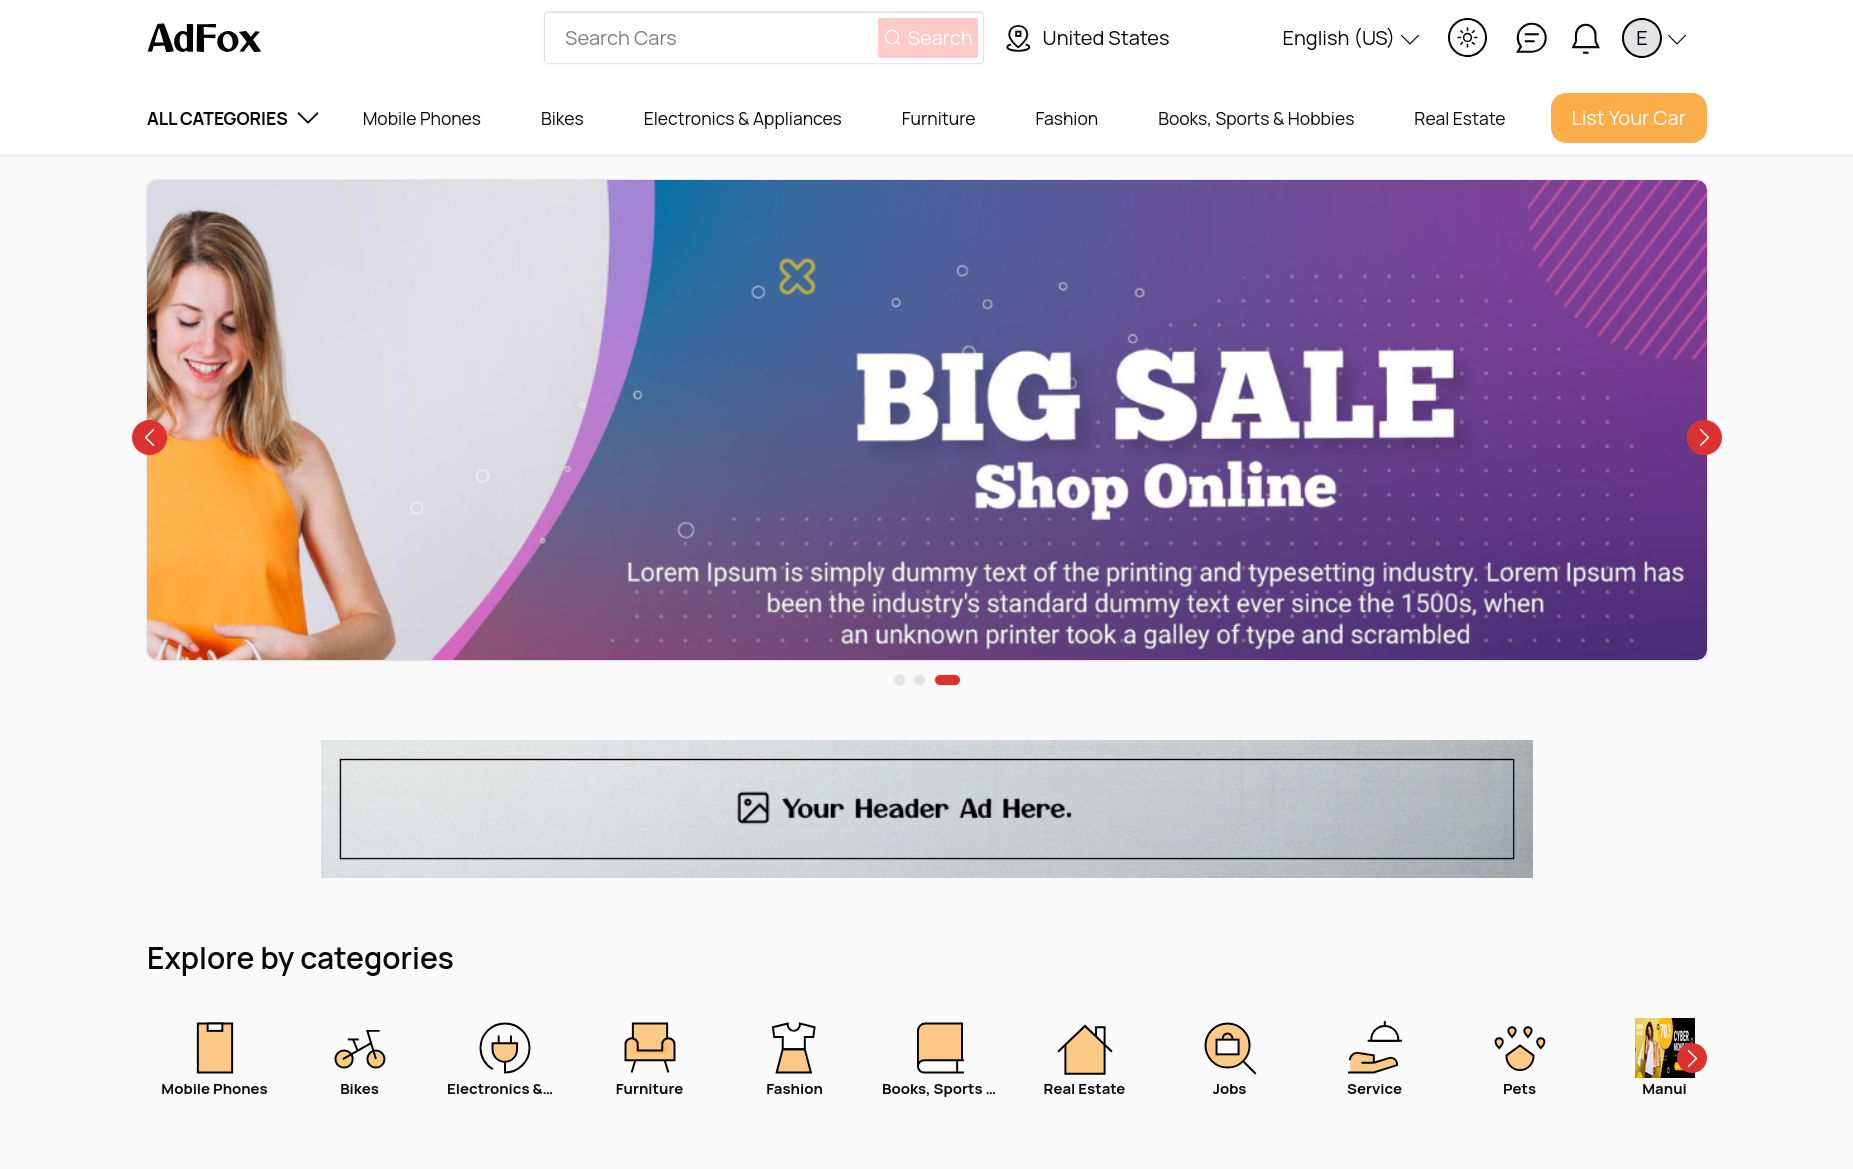 AdFox
Search Cars
Search
United States
English (US)
E
ALL CATEGORIES
Mobile Phones
Bikes
Electronics & Appliances
Furniture
Fashion
Books, Sports & Hobbies
Real Estate
List Your Car
BIG SALE
Shop Online
Lorem Ipsum is simply dummy text of the printing and typesetting industry. Lorem Ipsum has
been the industry's standard dummy text ever since the 1500s, when
an unknown printer took a galley of type and scrambled
Your Header Ad Here.
Explore by categories
Mobile Phones
Bikes
Electronics &...
Furniture
Fashion
Books, Sports ...
Real Estate
Jobs
Service
Pets
CYBER
Manui